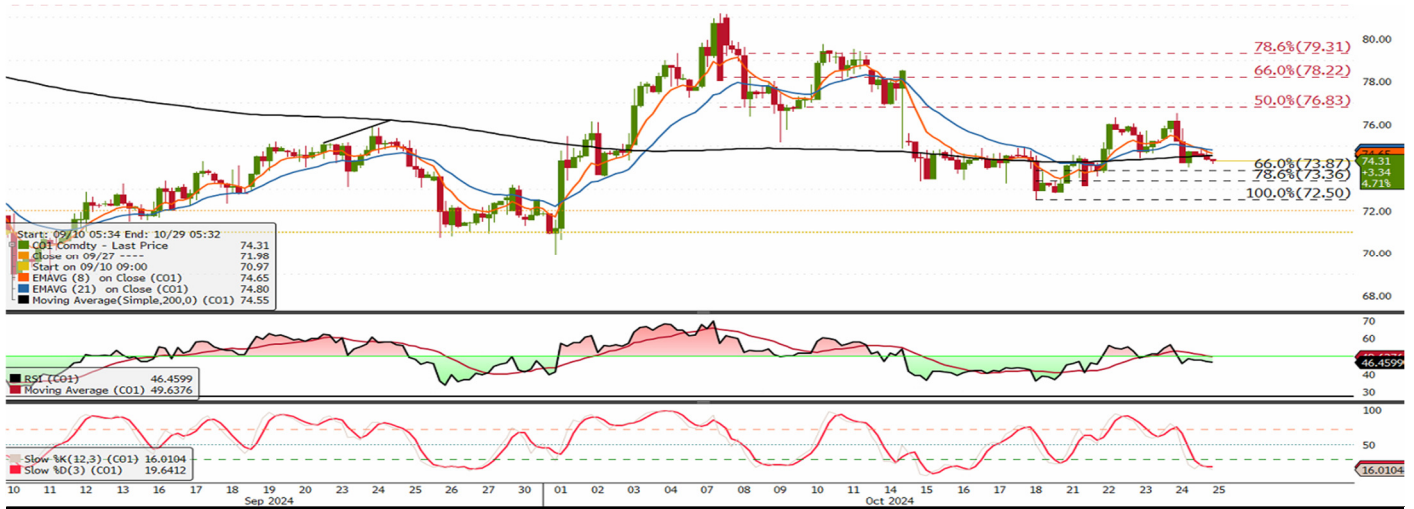 78.6%(79.31)
66.0%(78.22)
50.0%(76.83)
66.0%(73.87)
78.6%(73.36)
100.0%(72.50)
80.00
78.00
76.00
74.31
+3.34
4.71%
72.00
70.00
68.00
Start: 09/10 05:34 End: 10/29 05:32
CO1 Comdty - Last Price 74.31
Close on 09/27 ---- 71.98
Start on 09/10 09:00 70.97
EMAVG (8) on Close (CO1) 74.65
EMAVG (21) on Close (CO1) 74.80
Moving Average(Simple,200,0) (CO1) 74.55
70
60
46.4599
40
30
RSI (CO1) 46.4599
Moving Average (CO1) 49.6376
100
50
16.0104
Slow %K(12,3) (CO1) 16.0104
Slow %D(3) (CO1) 19.6412
10 11 12 13 16 17 18 19 20 23 24 25 26 27 30 01 02 03 04 07 08 09 10 11 14 15 16 17 18 21 22 23 24 25
Sep 2024 Oct 2024